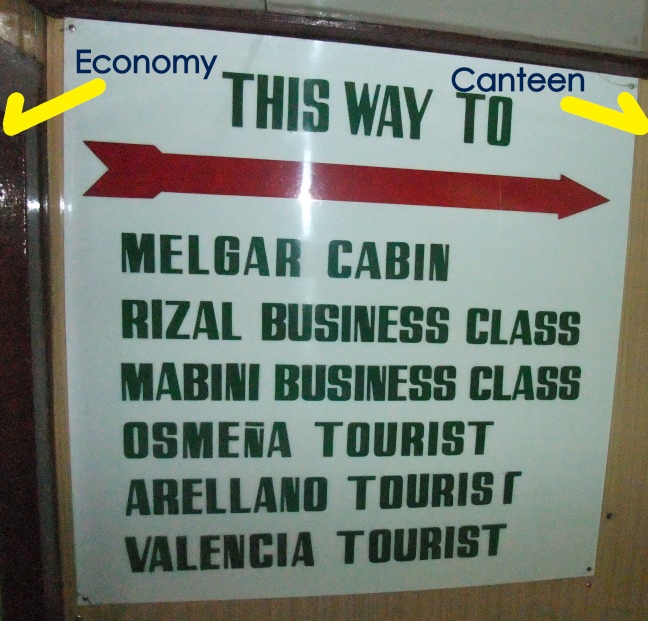 Economy
Canteen
THIS WAY TO
MELGAR CABIN
RIZAL BUSINESS CLASS
MABINI BUSINESS CLASS
OSMEÑA TOURIST
ARELLANO TOURIST
VALENCIA TOURIST